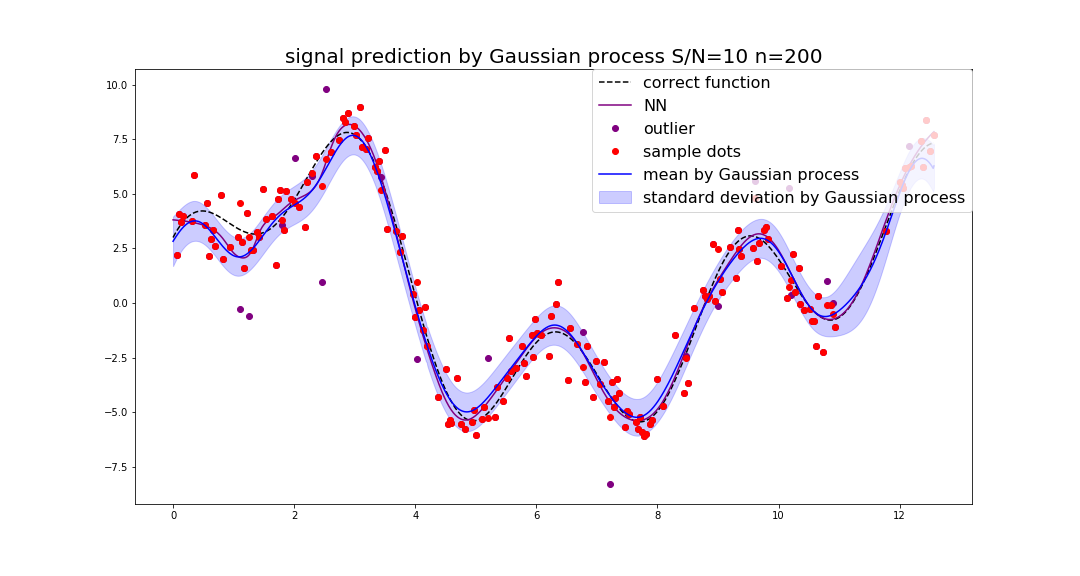 signal prediction by Gaussian process S/N=10 n=200
correct function
NN
outlier
sample dots
mean by Gaussian process
standard deviation by Gaussian process
10.0
7.5
5.0
2.5
0.0
−2.5
−5.0
−7.5
0 2 4 6 8 10 12